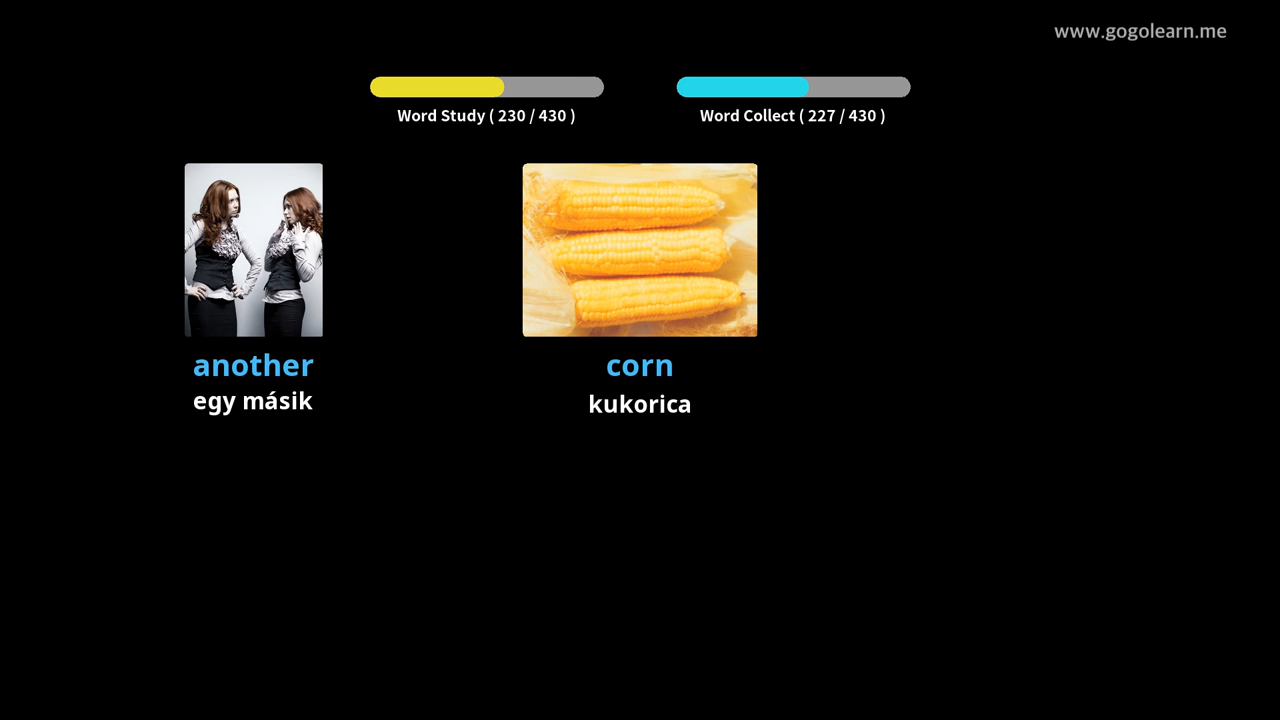 www.gogolearn.me
Word Study ( 230 / 430 )
Word Collect ( 227 / 430 )
another
egy másik
corn
kukorica